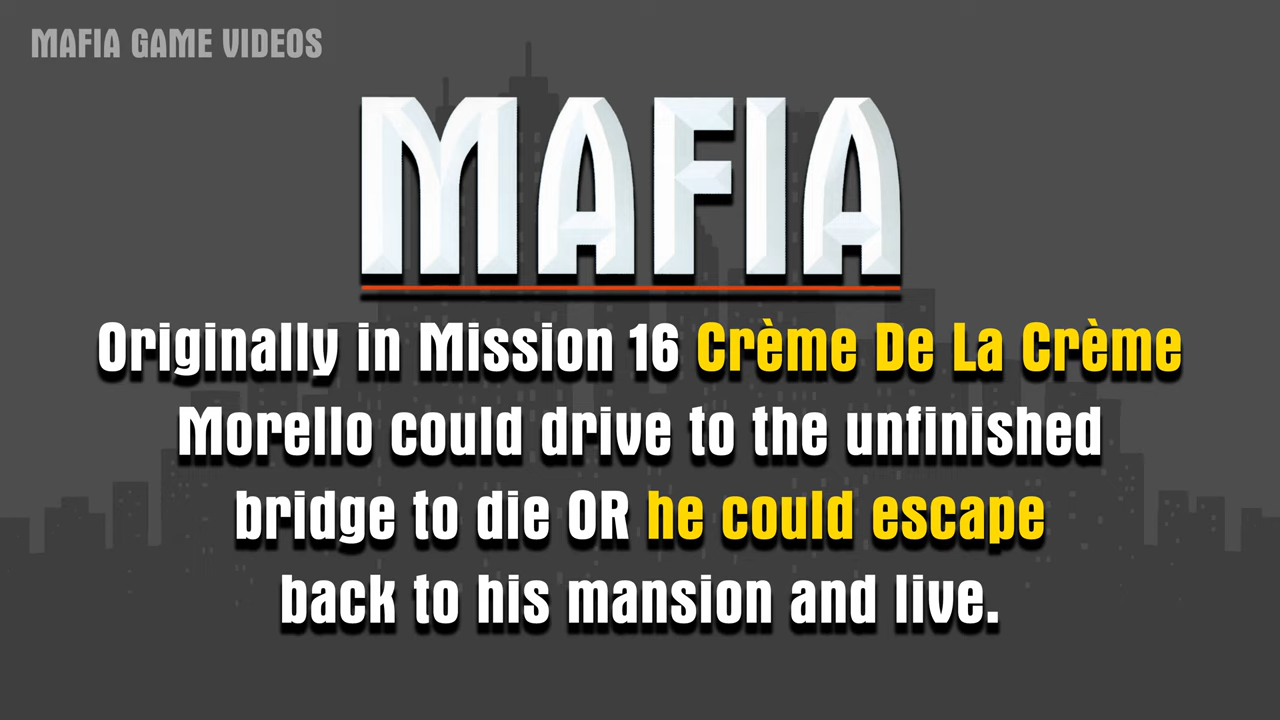 MAFIA GAME VIDEOS
MAFIA
Originally in Mission 16 Crème De La Crème
Morello could drive to the unfinished
bridge to die OR he could escape
back to his mansion and live.